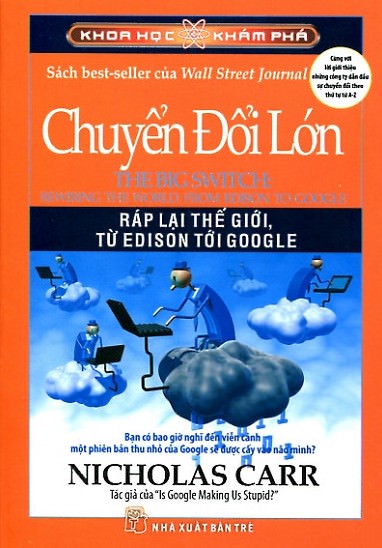 KHOA HỌC KHÁM PHÁ
Sách best-seller của Wall Street Journal
Cùng với
lời giới thiệu
những công ty dẫn đầu
sự chuyển đổi theo
thứ tự từ A-Z
Chuyển Đổi Lớn
THE BIG SWITCH:
REWIRING THE WORLD, FROM EDISON TO GOOGLE
RÁP LẠI THẾ GIỚI,
TỪ EDISON TỚI GOOGLE
Bạn có bao giờ nghĩ đến viễn cảnh
một phiên bản thu nhỏ của Google sẽ được cấy vào não mình?
NICHOLAS CARR
Tác giả của "Is Google Making Us Stupid?"
NHÀ XUẤT BẢN TRẺ